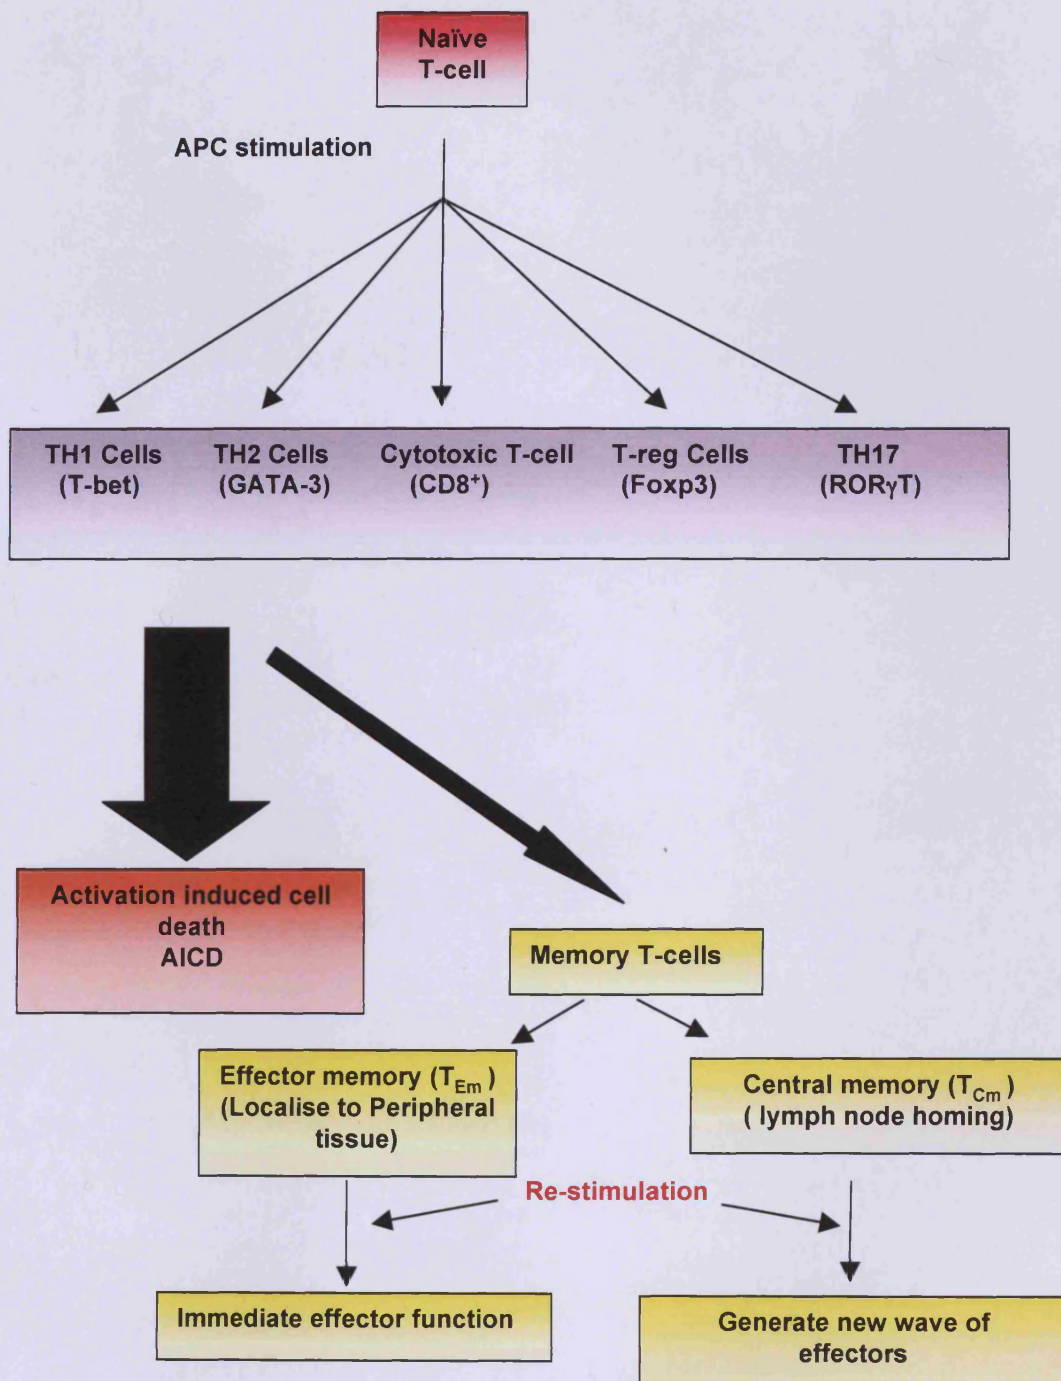 Naïve
T-cell
APC stimulation
TH1 Cells
(T-bet)
TH2 Cells
(GATA-3)
Cytotoxic T-cell
(CD8⁺)
T-reg Cells
(Foxp3)
TH17
(RORγT)
Activation induced cell
death
AICD
Memory T-cells
Effector memory (T_Em )
(Localise to Peripheral
tissue)
Central memory (T_Cm )
( lymph node homing)
Re-stimulation
Immediate effector function
Generate new wave of
effectors